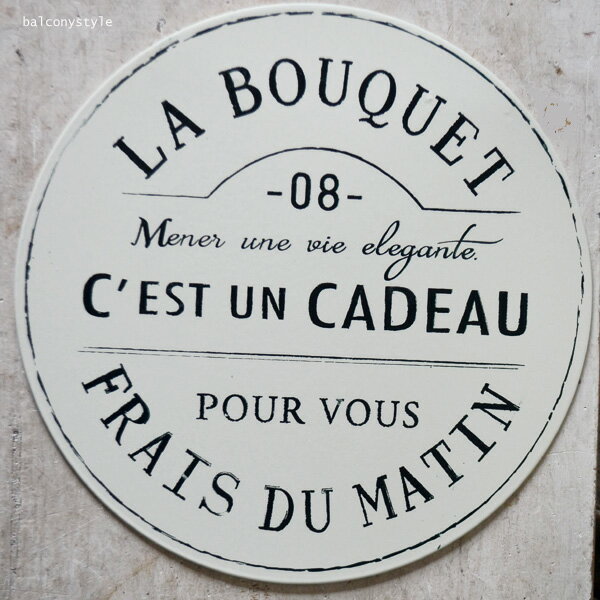 balconystyle
LA BOUQUET
-08-
Mener une vie elegante.
C'EST UN CADEAU
POUR VOUS
FRAIS DU MATIN